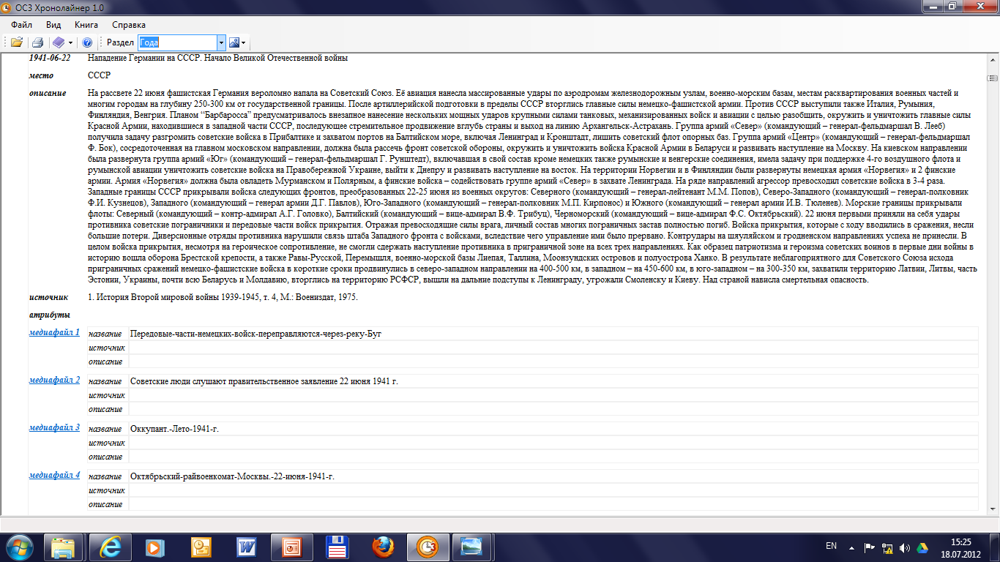 ОСЗ Хронолайнер 1.0
Файл Вид Книга Справка
Раздел Года
1941-06-22 Нападение Германии на СССР. Начало Великой Отечественной войны
место СССР
описание На рассвете 22 июня фашистская Германия вероломно напала на Советский Союз. Её авиация нанесла массированные удары по аэродромам железнодорожным узлам, военно-морским базам, местам расквартирования военных частей и
многим городам на глубину 250-300 км от государственной границы. После артиллерийской подготовки в пределы СССР вторглись главные силы немецко-фашистской армии. Против СССР выступили также Италия, Румыния,
Финляндия, Венгрия. Планом “Барбаросса” предусматривалось внезапное нанесение нескольких мощных ударов крупными силами танковых, механизированных войск и авиации с целью разобщить, окружить и уничтожить главные силы
Красной Армии, находившиеся в западной части СССР, последующее стремительное продвижение вглубь страны и выход на линию Архангельск-Астрахань. Группа армий «Север» (командующий – генерал-фельдмаршал В. Лееб)
получила задачу разгромить советские войска в Прибалтике и захватом портов на Балтийском море, включая Ленинград и Кронштадт, лишить советский флот опорных баз. Группа армий «Центр» (командующий – генерал-фельдмаршал
Ф. Бок), сосредоточенная на главном московском направлении, должна была рассечь фронт советской обороны, окружить и уничтожить войска Красной Армии в Беларуси и развивать наступление на Москву. На киевском направлении
была развернута группа армий «Юг» (командующий – генерал-фельдмаршал Г. Рунштедт), включавшая в свой состав кроме немецких также румынские и венгерские соединения, имела задачу при поддержке 4-го воздушного флота и
румынской авиации уничтожить советские войска на Правобережной Украине, выйти к Днепру и развивать наступление на восток. На территории Норвегии и в Финляндии были развернуты немецкая армия «Норвегия» и 2 финские
армии. Армия «Норвегия» должна была овладеть Мурманском и Полярным, а финские войска – содействовать группе армий «Север» в захвате Ленинграда. На ряде направлений агрессор превосходил советские войска в 3-4 раза.
Западные границы СССР прикрывали войска следующих фронтов, преобразованных 22-25 июня из военных округов: Северного (командующий – генерал-лейтенант М.М. Попов), Северо-Западного (командующий – генерал-полковник
Ф.И. Кузнецов), Западного (командующий – генерал армии Д.Г. Павлов), Юго-Западного (командующий – генерал-полковник М.П. Кирпонос) и Южного (командующий – генерал армии И.В. Тюленев). Морские границы прикрывали
флоты: Северный (командующий – контр-адмирал А.Г. Головко), Балтийский (командующий – вице-адмирал В.Ф. Трибуц), Черноморский (командующий – вице-адмирал Ф.С. Октябрьский). 22 июня первыми приняли на себя удары
противника советские пограничники и передовые части войск прикрытия. Отражая превосходящие силы врага, личный состав многих пограничных застав полностью погиб. Войска прикрытия, которые с ходу вводились в сражения, несли
большие потери. Диверсионные отряды противника нарушили связь штаба Западного фронта с войсками, вследствие чего управление ими было прервано. Контрудары на шяуляйском и гродненском направлениях успеха не принесли. В
целом войска прикрытия, несмотря на героическое сопротивление, не смогли сдержать наступление противника в приграничной зоне на всех трех направлениях. Как образец патриотизма и героизма советских воинов в первые дни войны в
историю вошла оборона Брестской крепости, а также Равы-Русской, Перемышля, военно-морской базы Лиепая, Таллина, Моонзундских островов и полуострова Ханко. В результате неблагоприятного для Советского Союза исхода
приграничных сражений немецко-фашистские войска в короткие сроки продвинулись в северо-западном направлении на 400-500 км, в западном – на 450-600 км, в юго-западном – на 300-350 км, захватили территорию Латвии, Литвы, часть
Эстонии, Украины, почти всю Беларусь и Молдавию, вторглись на территорию РСФСР, вышли на дальние подступы к Ленинграду, угрожали Смоленску и Киеву. Над страной нависла смертельная опасность.
источник 1. История Второй мировой войны 1939-1945, т. 4, М.: Воениздат, 1975.
атрибуты
медиафайл 1 название Передовые-части-немецких-войск-переправляются-через-реку-Буг
источник
описание
медиафайл 2 название Советские люди слушают правительственное заявление 22 июня 1941 г.
источник
описание
медиафайл 3 название Оккупант.-Лето-1941-г.
источник
описание
медиафайл 4 название Октябрьский-райвоенкомат-Москвы.-22-июня-1941-г.
источник
описание
EN 15:25
18.07.2012